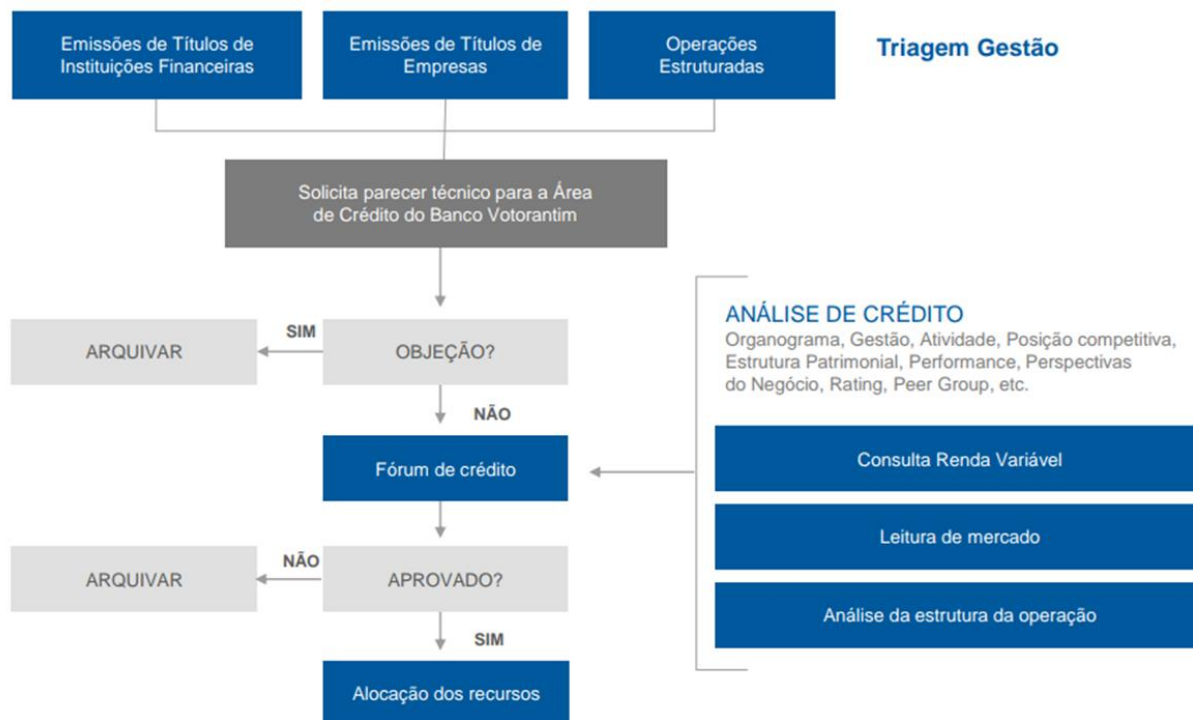 Emissões de Títulos de
Instituições Financeiras
Emissões de Títulos de
Empresas
Operações
Estruturadas
Triagem Gestão
Solicita parecer técnico para a Área
de Crédito do Banco Votorantim
SIM
ARQUIVAR
OBJEÇÃO?
NÃO
Fórum de crédito
NÃO
ARQUIVAR
APROVADO?
SIM
Alocação dos recursos
ANÁLISE DE CRÉDITO
Organograma, Gestão, Atividade, Posição competitiva,
Estrutura Patrimonial, Performance, Perspectivas
do Negócio, Rating, Peer Group, etc.
Consulta Renda Variável
Leitura de mercado
Análise da estrutura da operação